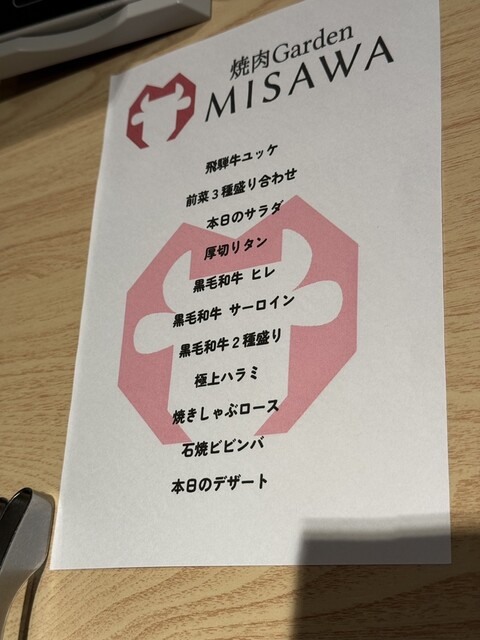 焼肉Garden
MISAWA
飛騨牛ユッケ
前菜３種盛り合わせ
本日のサラダ
厚切りタン
黒毛和牛 ヒレ
黒毛和牛 サーロイン
黒毛和牛２種盛り
極上ハラミ
焼きしゃぶロース
石焼ビビンバ
本日のデザート